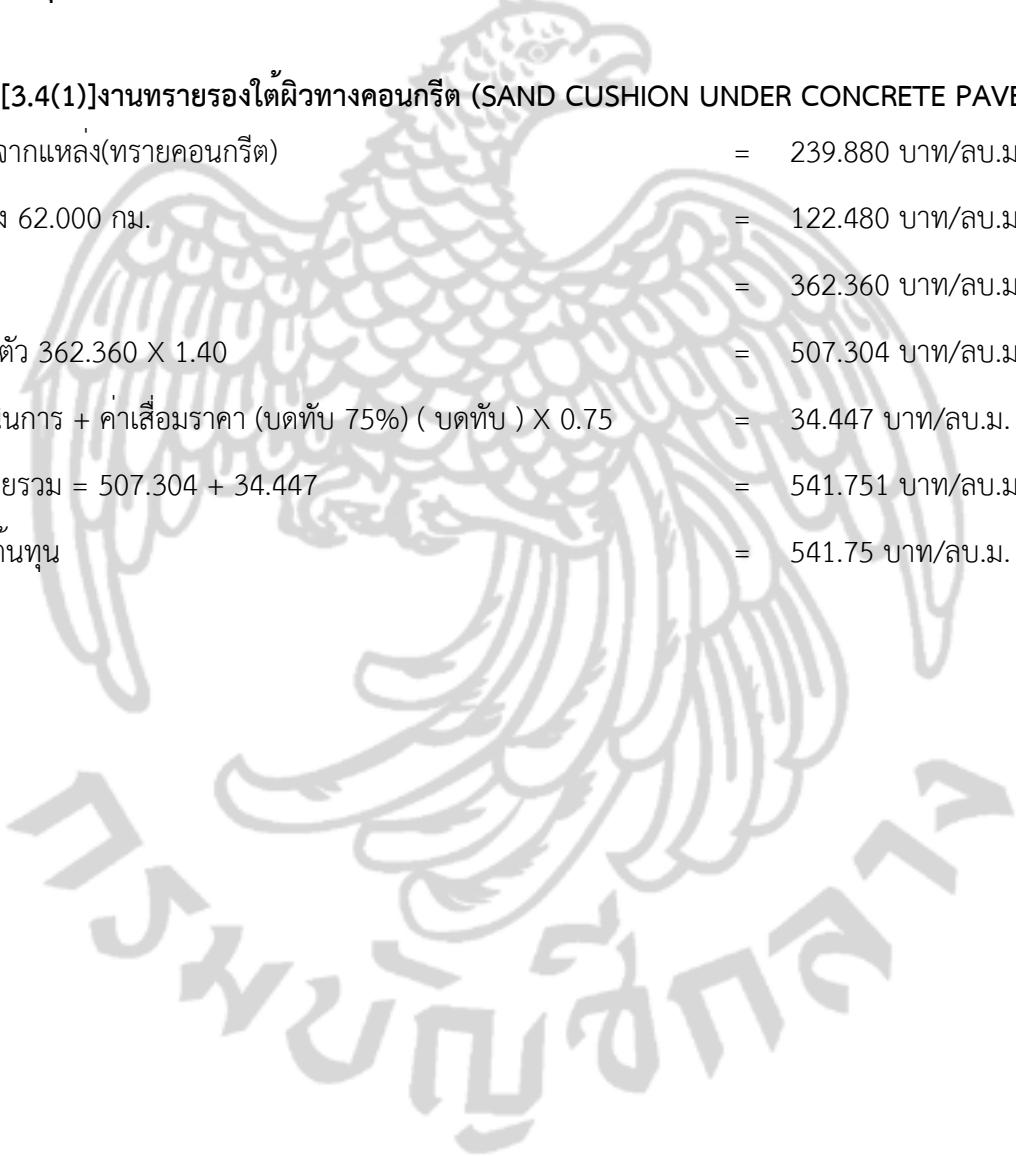 [3.4(1)]งานทรายรองใต้ผิวทางคอนกรีต (SAND CUSHION UNDER CONCRETE PAVE
จากแหล่ง(ทรายคอนกรีต) = 239.880 บาท/ลบ.ม
62.000 กม. = 122.480 บาท/ลบ.ม
= 362.360 บาท/ลบ.ม
ตัว 362.360 X 1.40 = 507.304 บาท/ลบ.ม
นินการ + ค่าเสื่อมราคา (บดทับ 75%) ( บดทับ ) X 0.75 = 34.447 บาท/ลบ.ม.
ยรวม = 507.304 + 34.447 = 541.751 บาท/ลบ.ม
้นทุน = 541.75 บาท/ลบ.ม.
กรมบัญชีกลาง